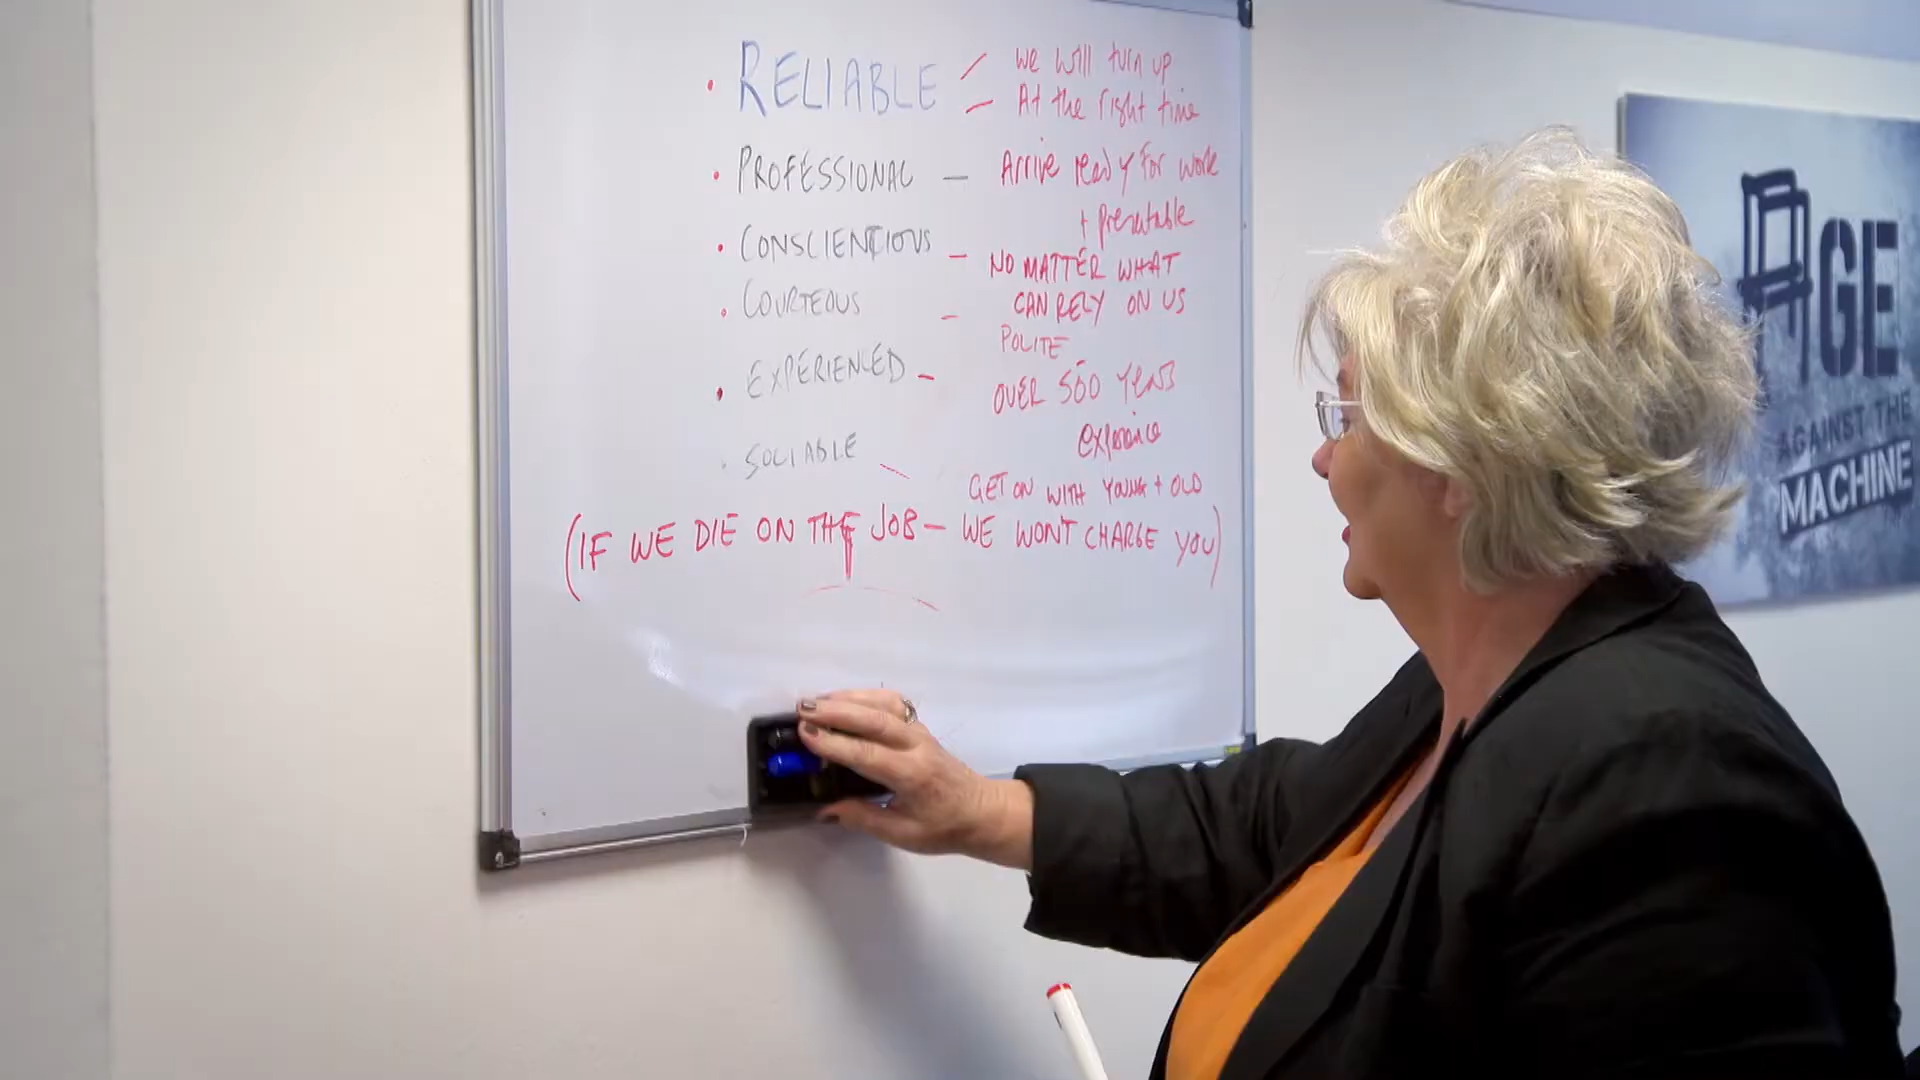 • RELIABLE — We will turn up
— At the right time
• PROFESSIONAL — Arrive ready for work
+ presentable
• CONSCIENTIOUS — NO MATTER WHAT
CAN RELY ON US
• COURTEOUS — POLITE
• EXPERIENCED — OVER 500 YEARS
experience
• SOCIABLE — GET ON WITH YOUNG + OLD
(IF WE DIE ON THE JOB — WE WONT CHARGE YOU)
AGE
AGAINST THE
MACHINE